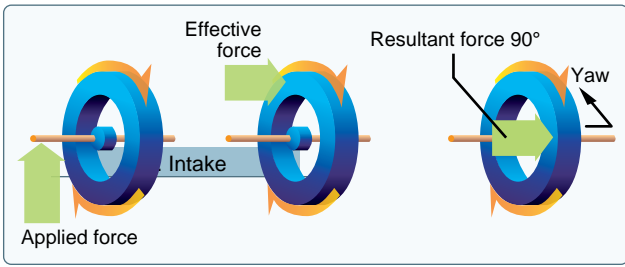 Effective
force
Resultant force 90°
Yaw
. Intake
Applied force